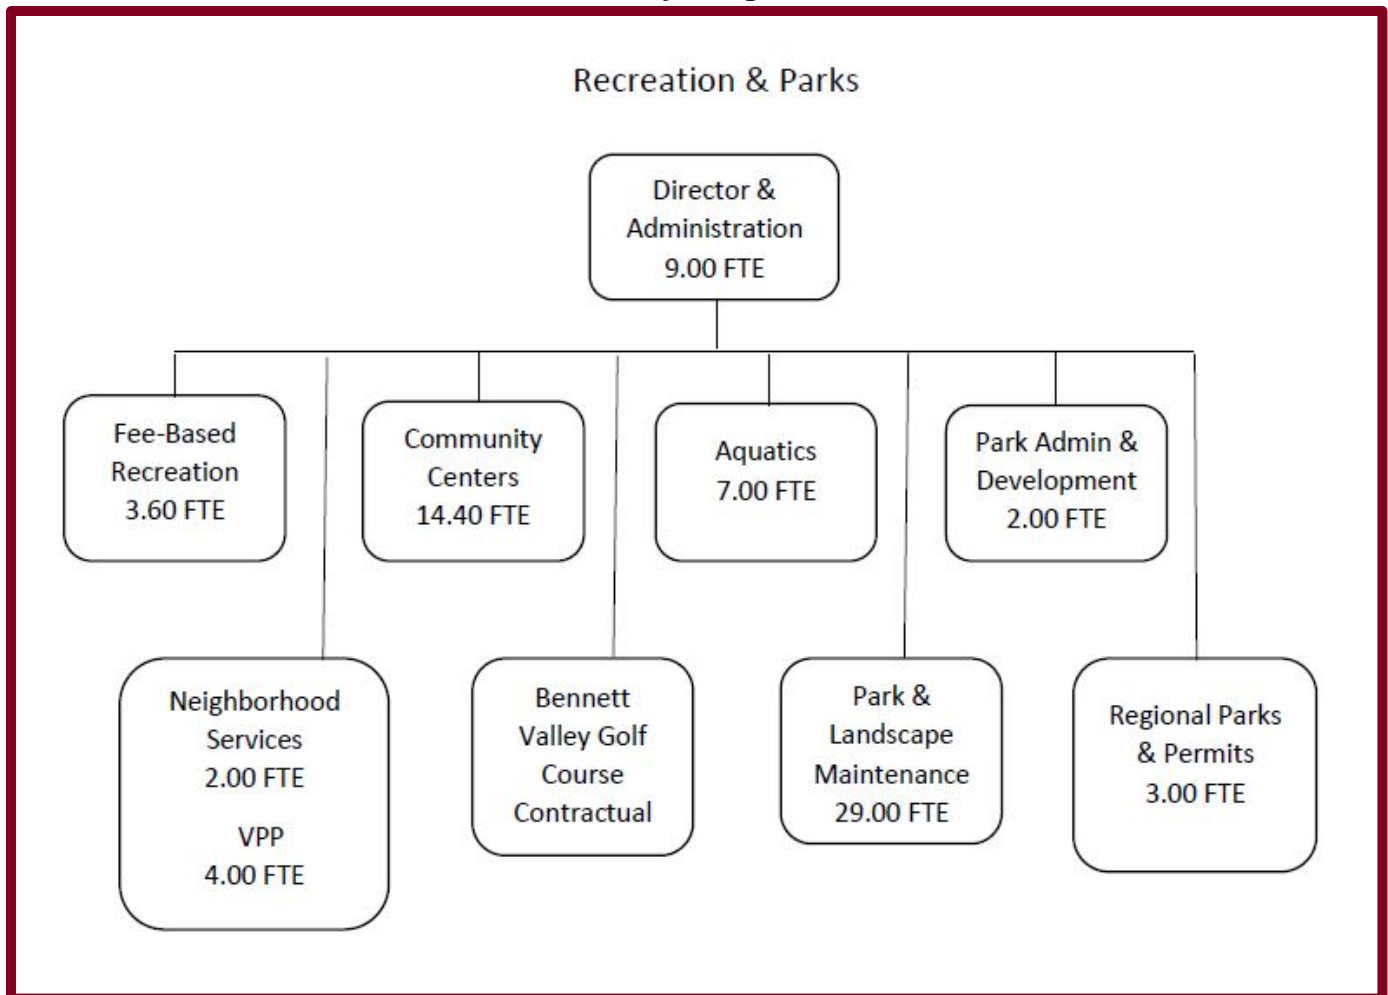 Recreation & Parks
Director &
Administration
9.00 FTE
Fee-Based
Recreation
3.60 FTE
Community
Centers
14.40 FTE
Aquatics
7.00 FTE
Park Admin &
Development
2.00 FTE
Neighborhood
Services
2.00 FTE
VPP
4.00 FTE
Bennett
Valley Golf
Course
Contractual
Park &
Landscape
Maintenance
29.00 FTE
Regional Parks
& Permits
3.00 FTE